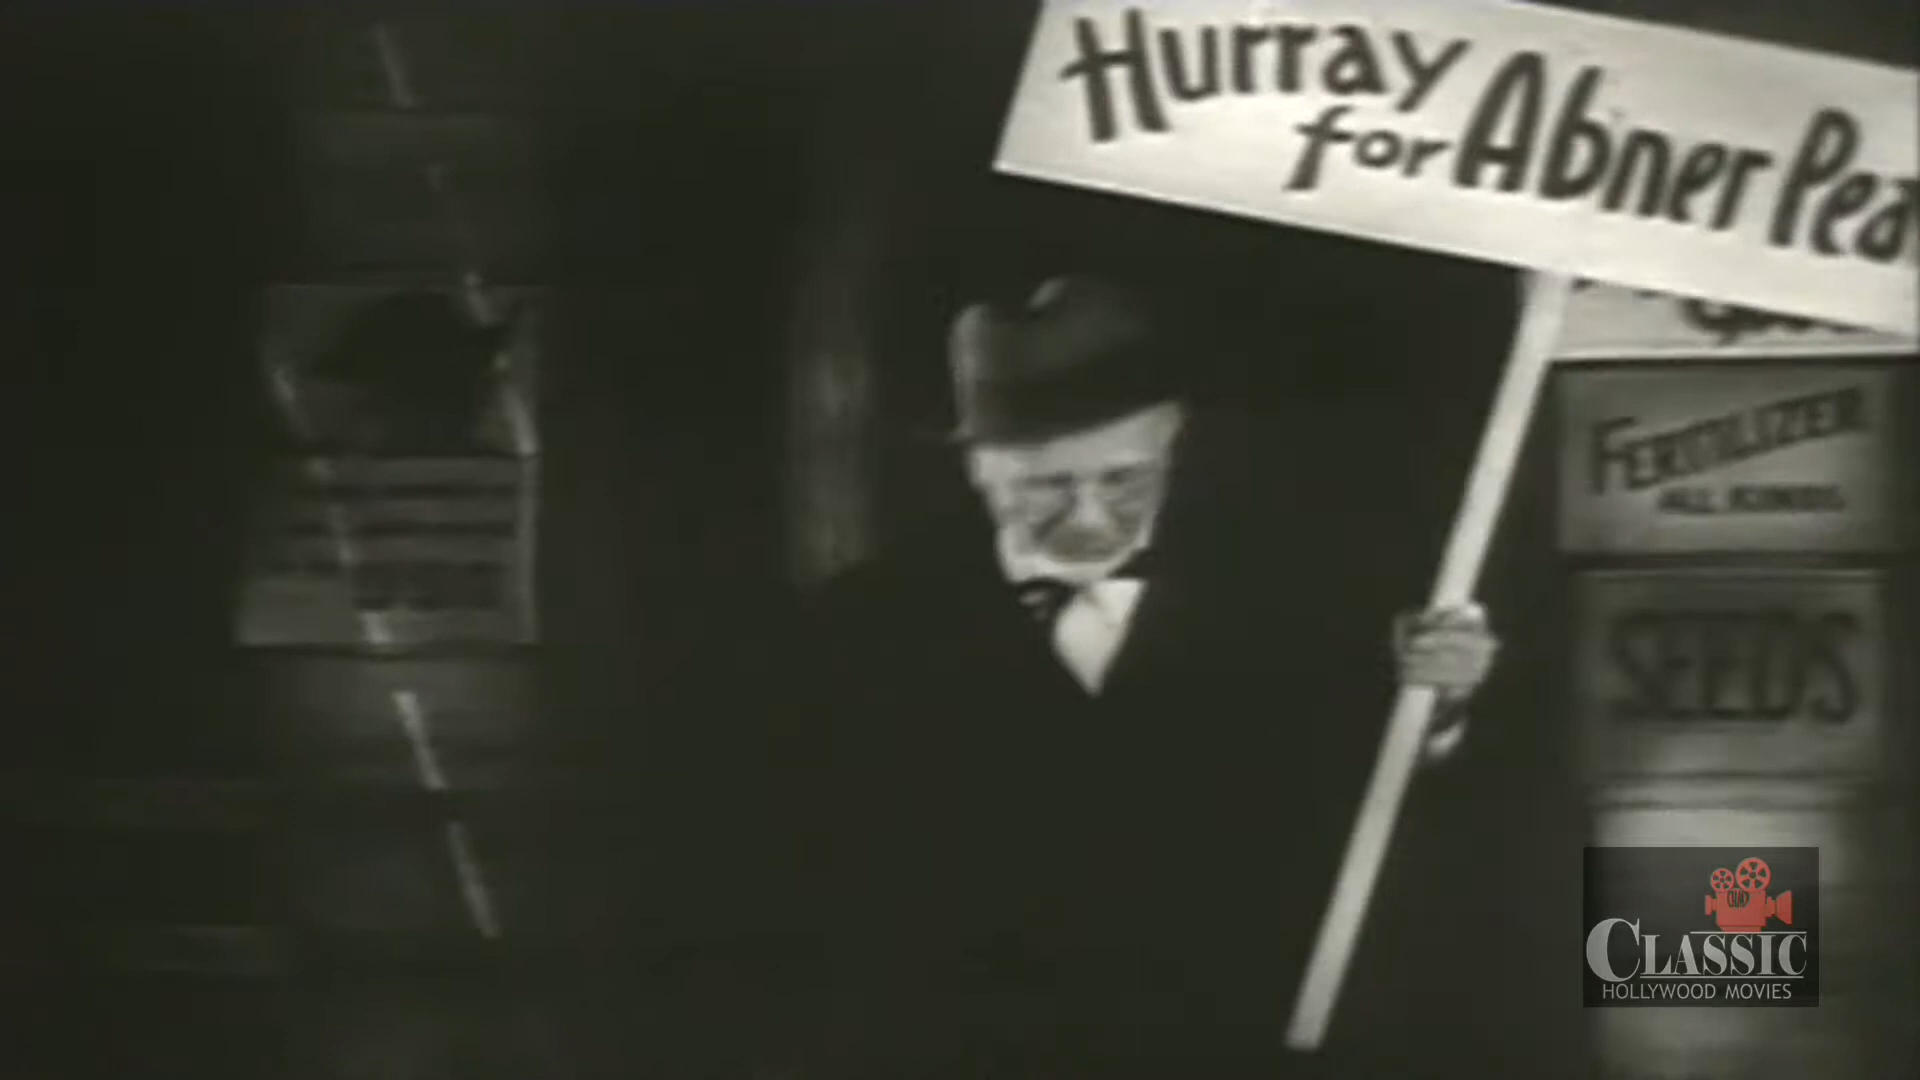 Hurray
for Abner Pea
FERTILIZER
ALL KINDS
SEEDS
CLASSIC
HOLLYWOOD MOVIES